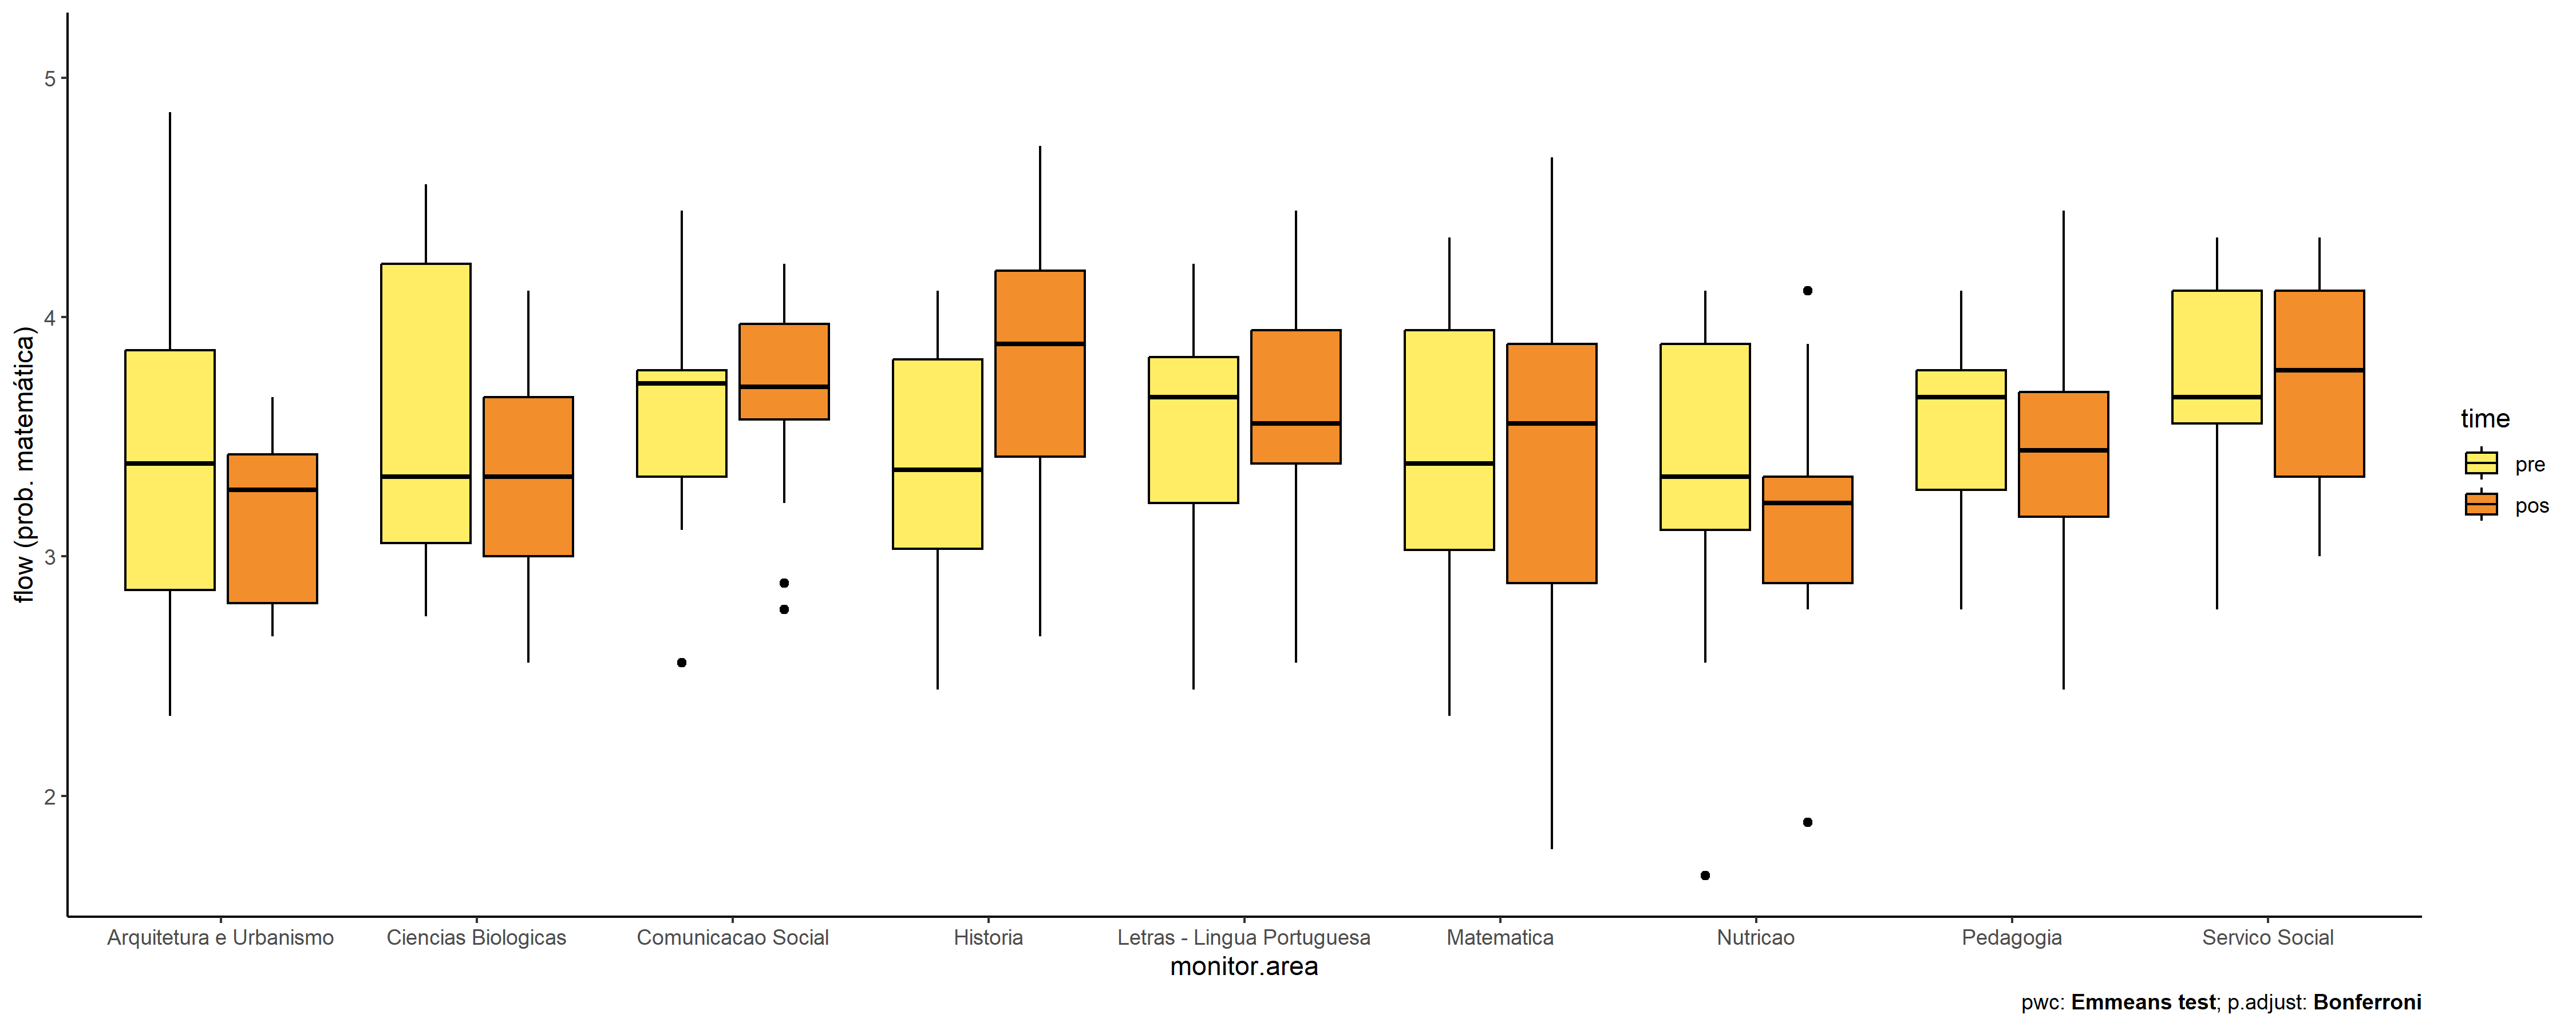 flow (prob. matemática)
5
4
3
2
Arquitetura e Urbanismo
Ciencias Biologicas
Comunicacao Social
Historia
Letras - Lingua Portuguesa
Matematica
Nutricao
Pedagogia
Servico Social
monitor.area
time
pre
pos
pwc: Emmeans test; p.adjust: Bonferroni